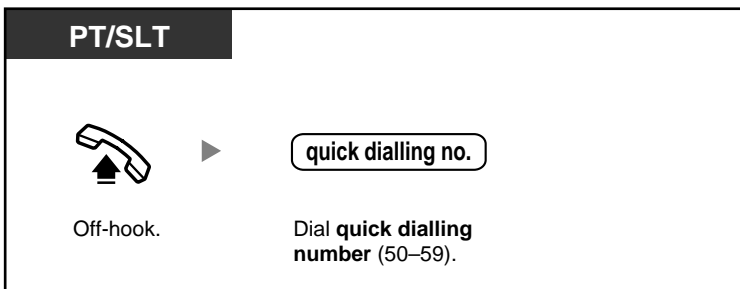 PT/SLT
quick dialling no.
Off-hook.
Dial quick dialling
number (50–59).